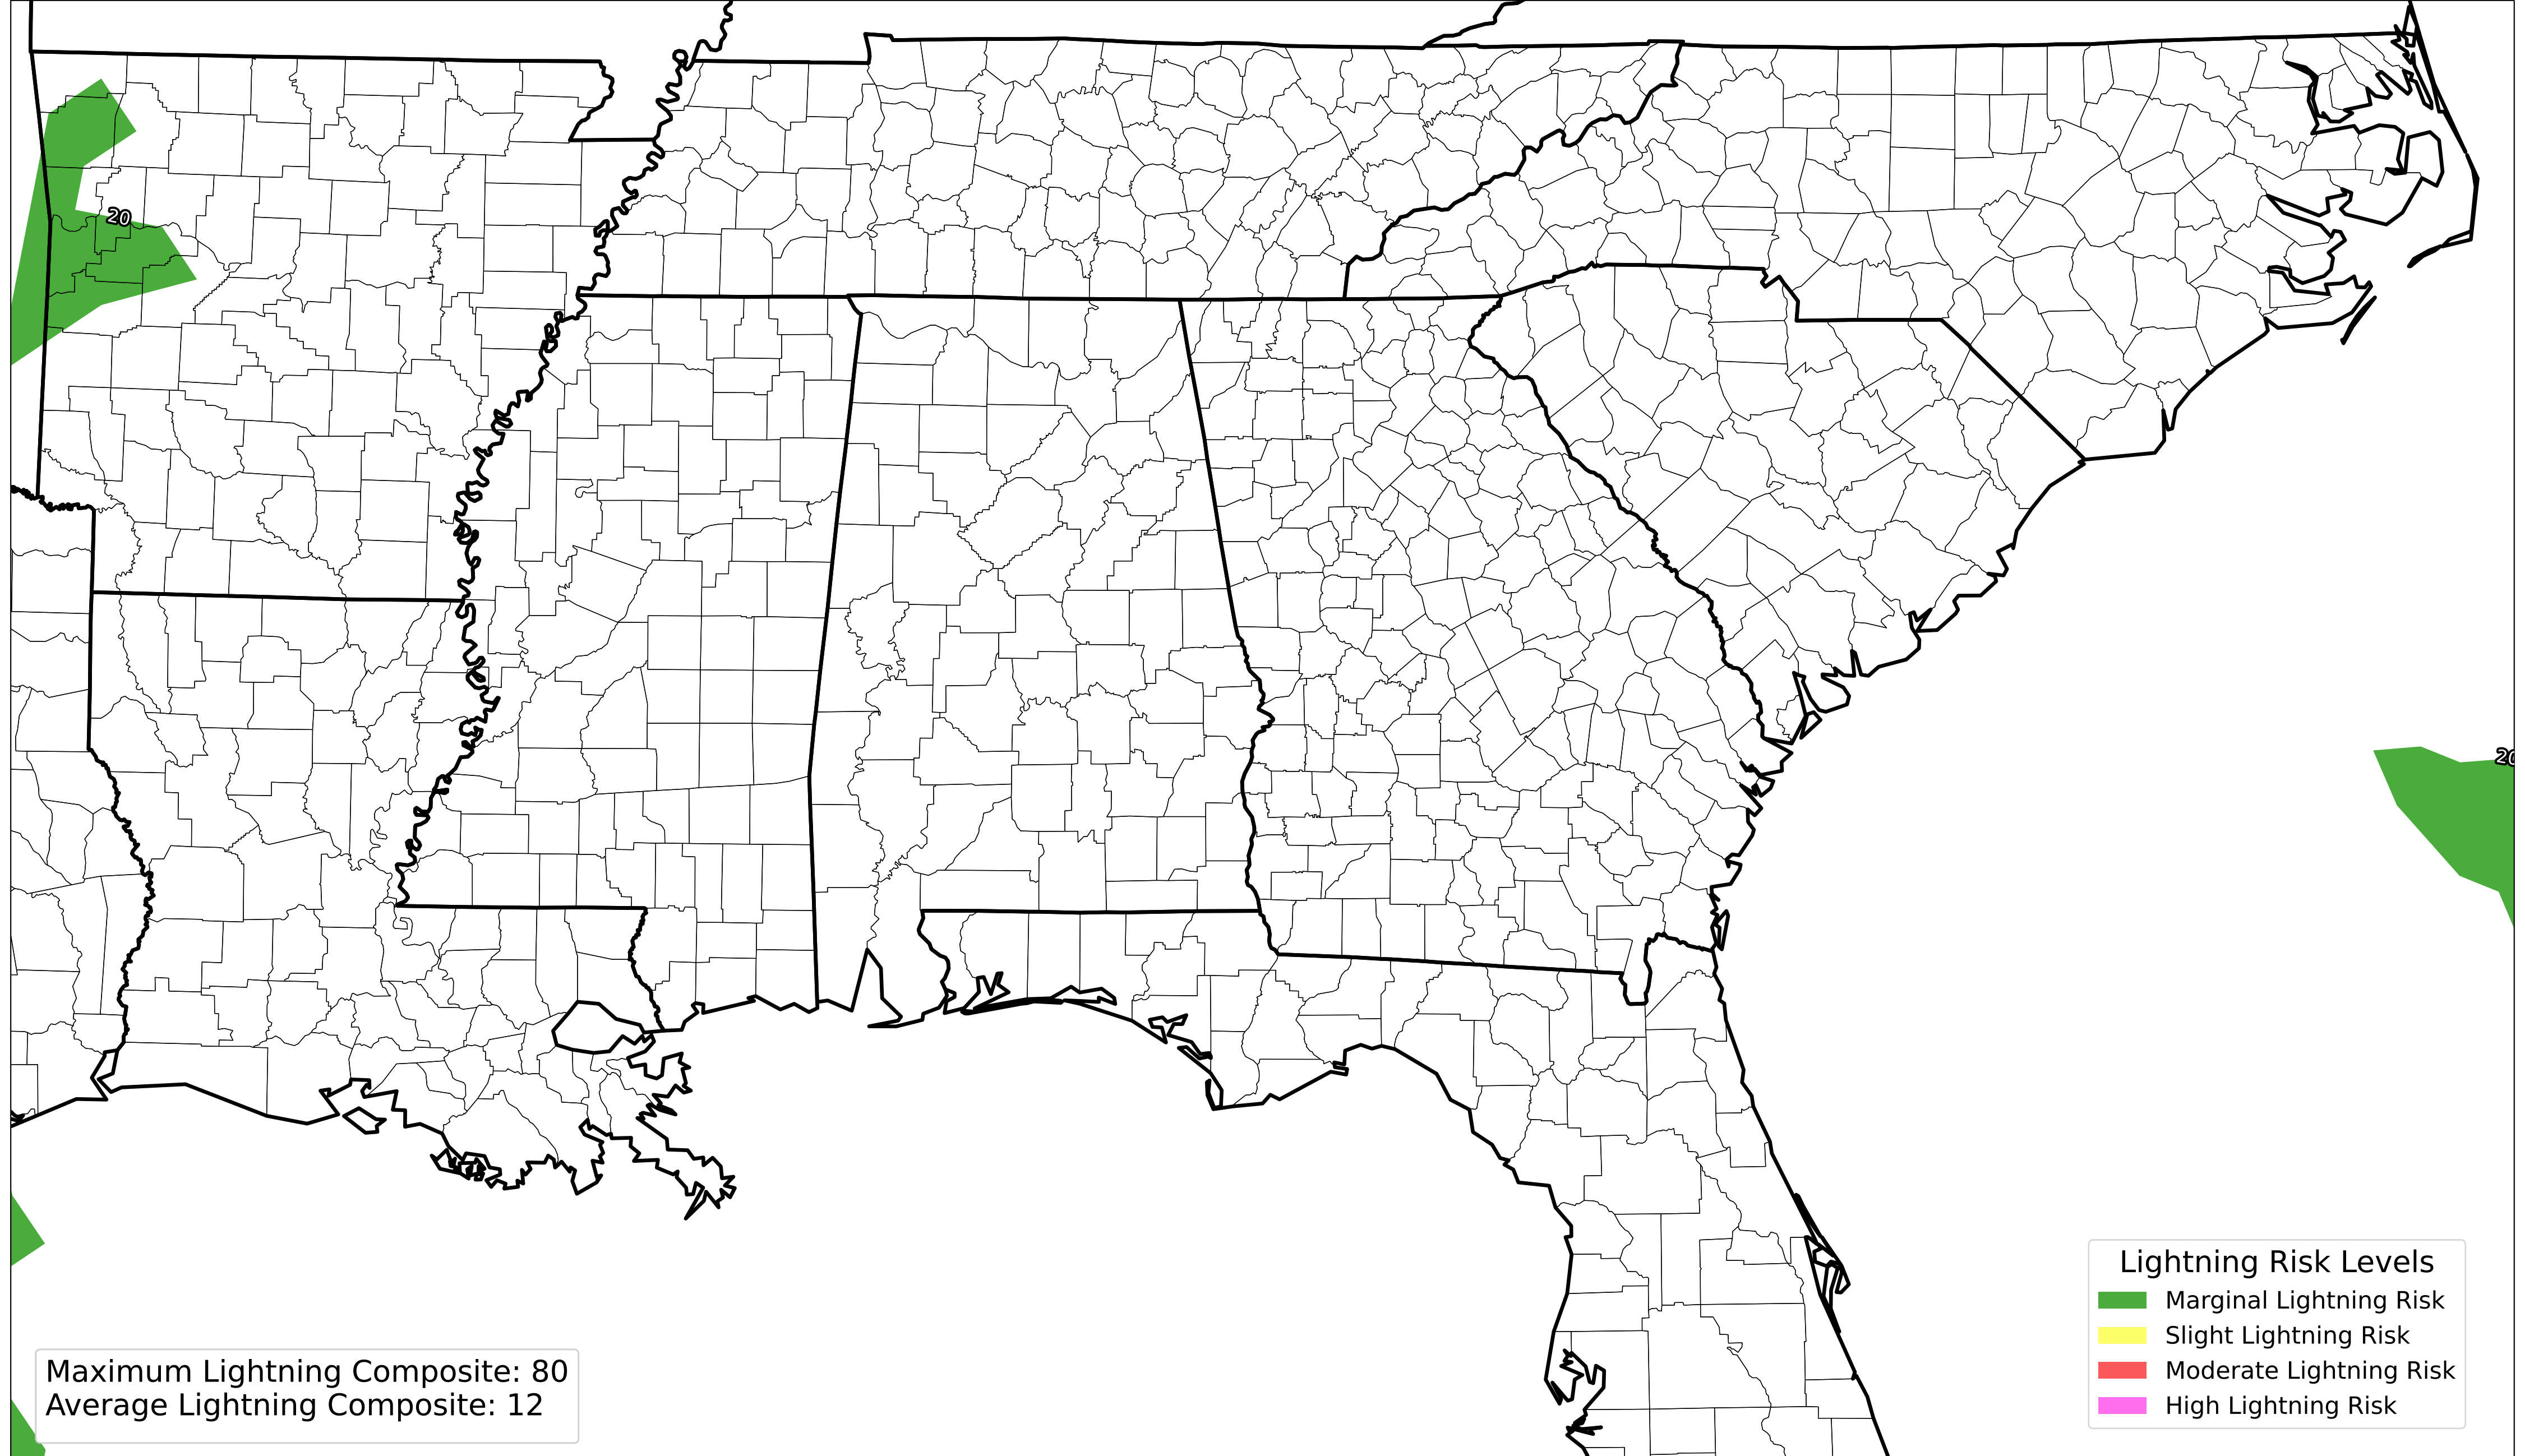 20
20
Lightning Risk Levels
Marginal Lightning Risk
Slight Lightning Risk
Moderate Lightning Risk
High Lightning Risk
Maximum Lightning Composite: 80
Average Lightning Composite: 12